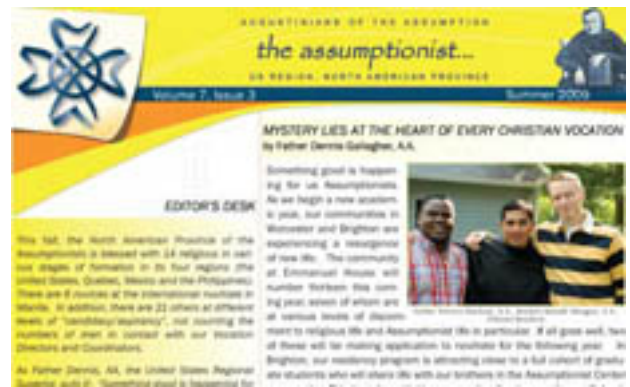 AUGUSTINIANS OF THE ASSUMPTION
the assumptionist...
US REGION, NORTH AMERICAN PROVINCE
Volume 7, Issue 3
Summer 2009
MYSTERY LIES AT THE HEART OF EVERY CHRISTIAN VOCATION
by Father Dennis Gallagher, A.A.
Something good is happen-
ing for us Assumptionists.
As we begin a new academ-
ic year, our communities in
Worcester and Brighton are
experiencing a resurgence
of new life. The community
at Emmanuel House will
number thirteen this com-
ing year, seven of whom are
at various levels of discern-
ment to religious life and Assumptionist life in particular. If all goes well, two
of these will be making application to novitiate for the following year. In
Brighton, our residency program is attracting close to a full cohort of gradu-
ate students who will share life with our brothers in the Assumptionist Center
EDITOR'S DESK
This fall, the North American Province of the
Assumptionists is blessed with 14 religious in vari-
ous stages of formation in its four regions (the
United States, Quebec, Mexico and the Philippines).
There are 6 novices at the international novitiate in
Manila. In addition, there are 22 others at different
levels of "candidacy/aspirancy", not counting the
numbers of men in contact with our Vocation
Directors and Coordinators.
As Father Dennis, AA, the United States Regional
Superior, puts it: "Something good is happening for